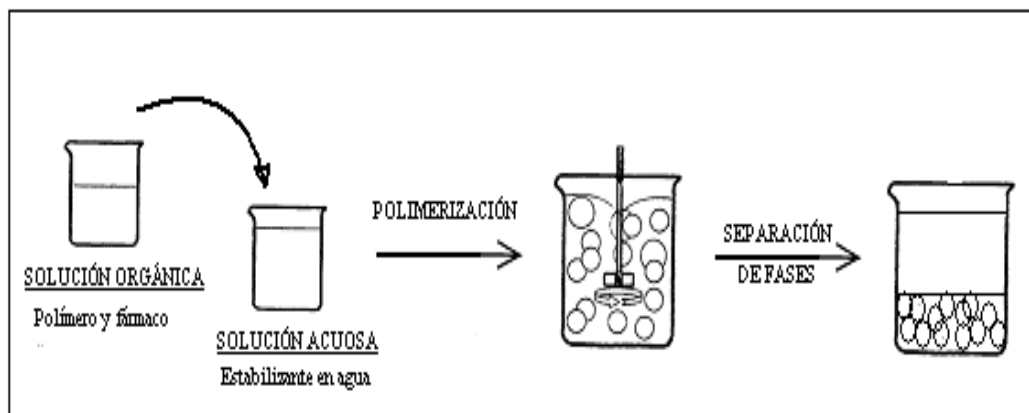 SOLUCIÓN ORGÁNICA
Polímero y fármaco
SOLUCIÓN ACUOSA
Estabilizante en agua
POLIMERIZACIÓN
SEPARACIÓN
DE FASES